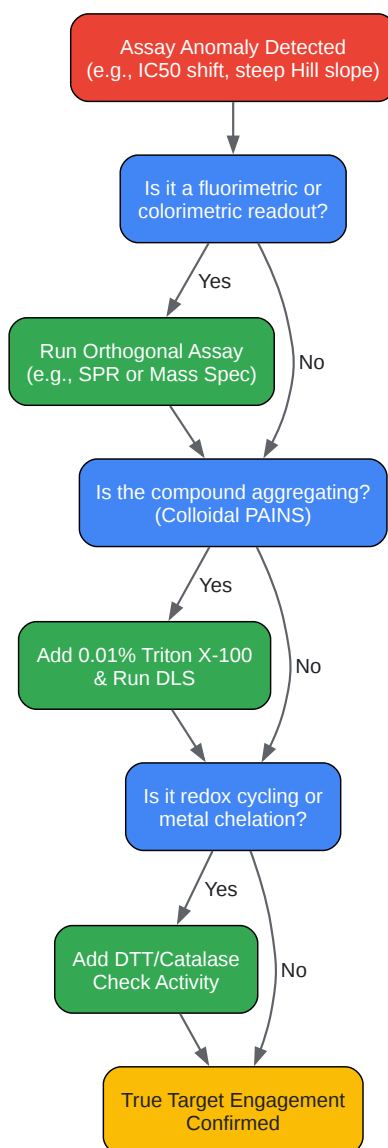 Assay Anomaly Detected
(e.g., IC50 shift, steep Hill slope)
Is it a fluorimetric or
colorimetric readout?
Yes
Run Orthogonal Assay
(e.g., SPR or Mass Spec)
No
Is the compound aggregating?
(Colloidal PAINS)
Yes
Add 0.01% Triton X-100
& Run DLS
No
Is it redox cycling or
metal chelation?
Yes
Add DTT/Catalase
Check Activity
No
True Target Engagement
Confirmed